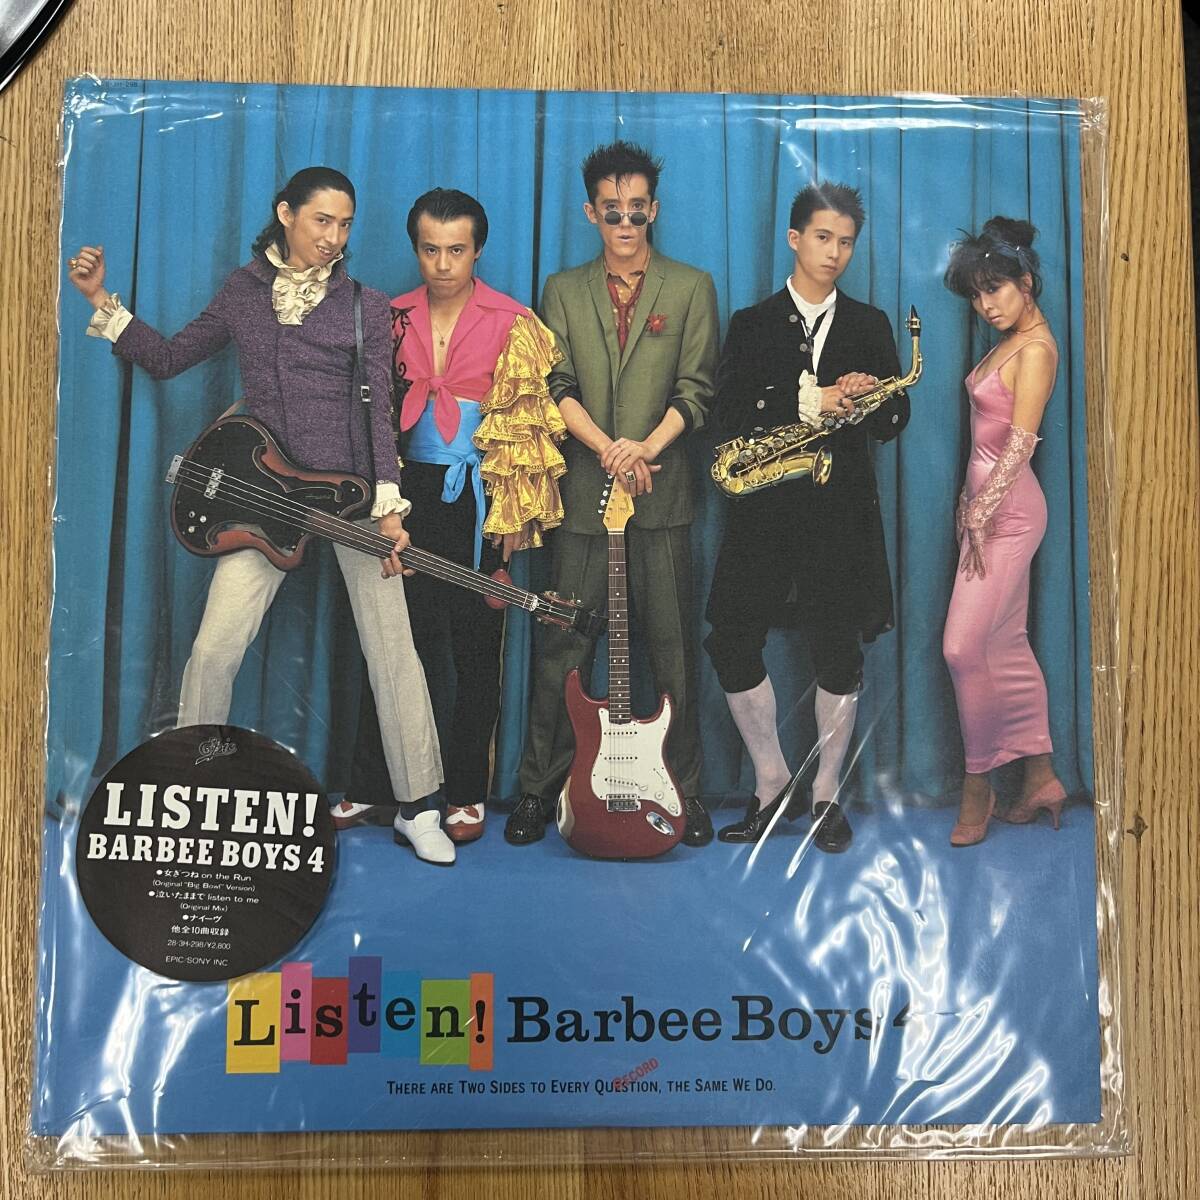 Epic
LISTEN!
BARBEE BOYS 4
●女ぎつね on the Run
(Original "Big Bowl" Version)
●泣いたままで listen to me
(Original Mix)
●ナイーヴ
他全10曲収録
28・3H-298/¥2,800
EPIC/SONY INC
Listen! Barbee Boys 4
RECORD
THERE ARE TWO SIDES TO EVERY QUESTION, THE SAME WE DO.